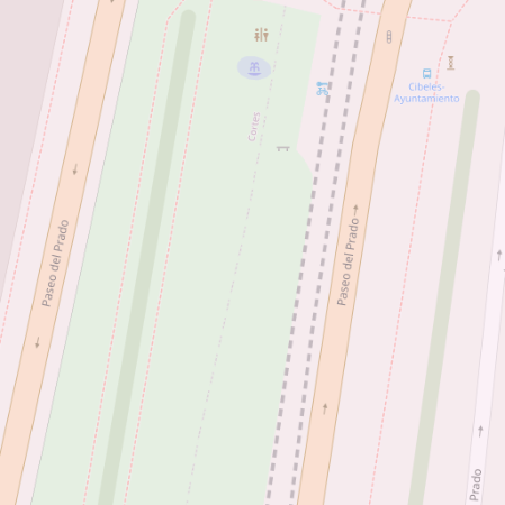 Cibeles-
Ayuntamiento
Cortes
Paseo del Prado
Paseo del Prado
Prado